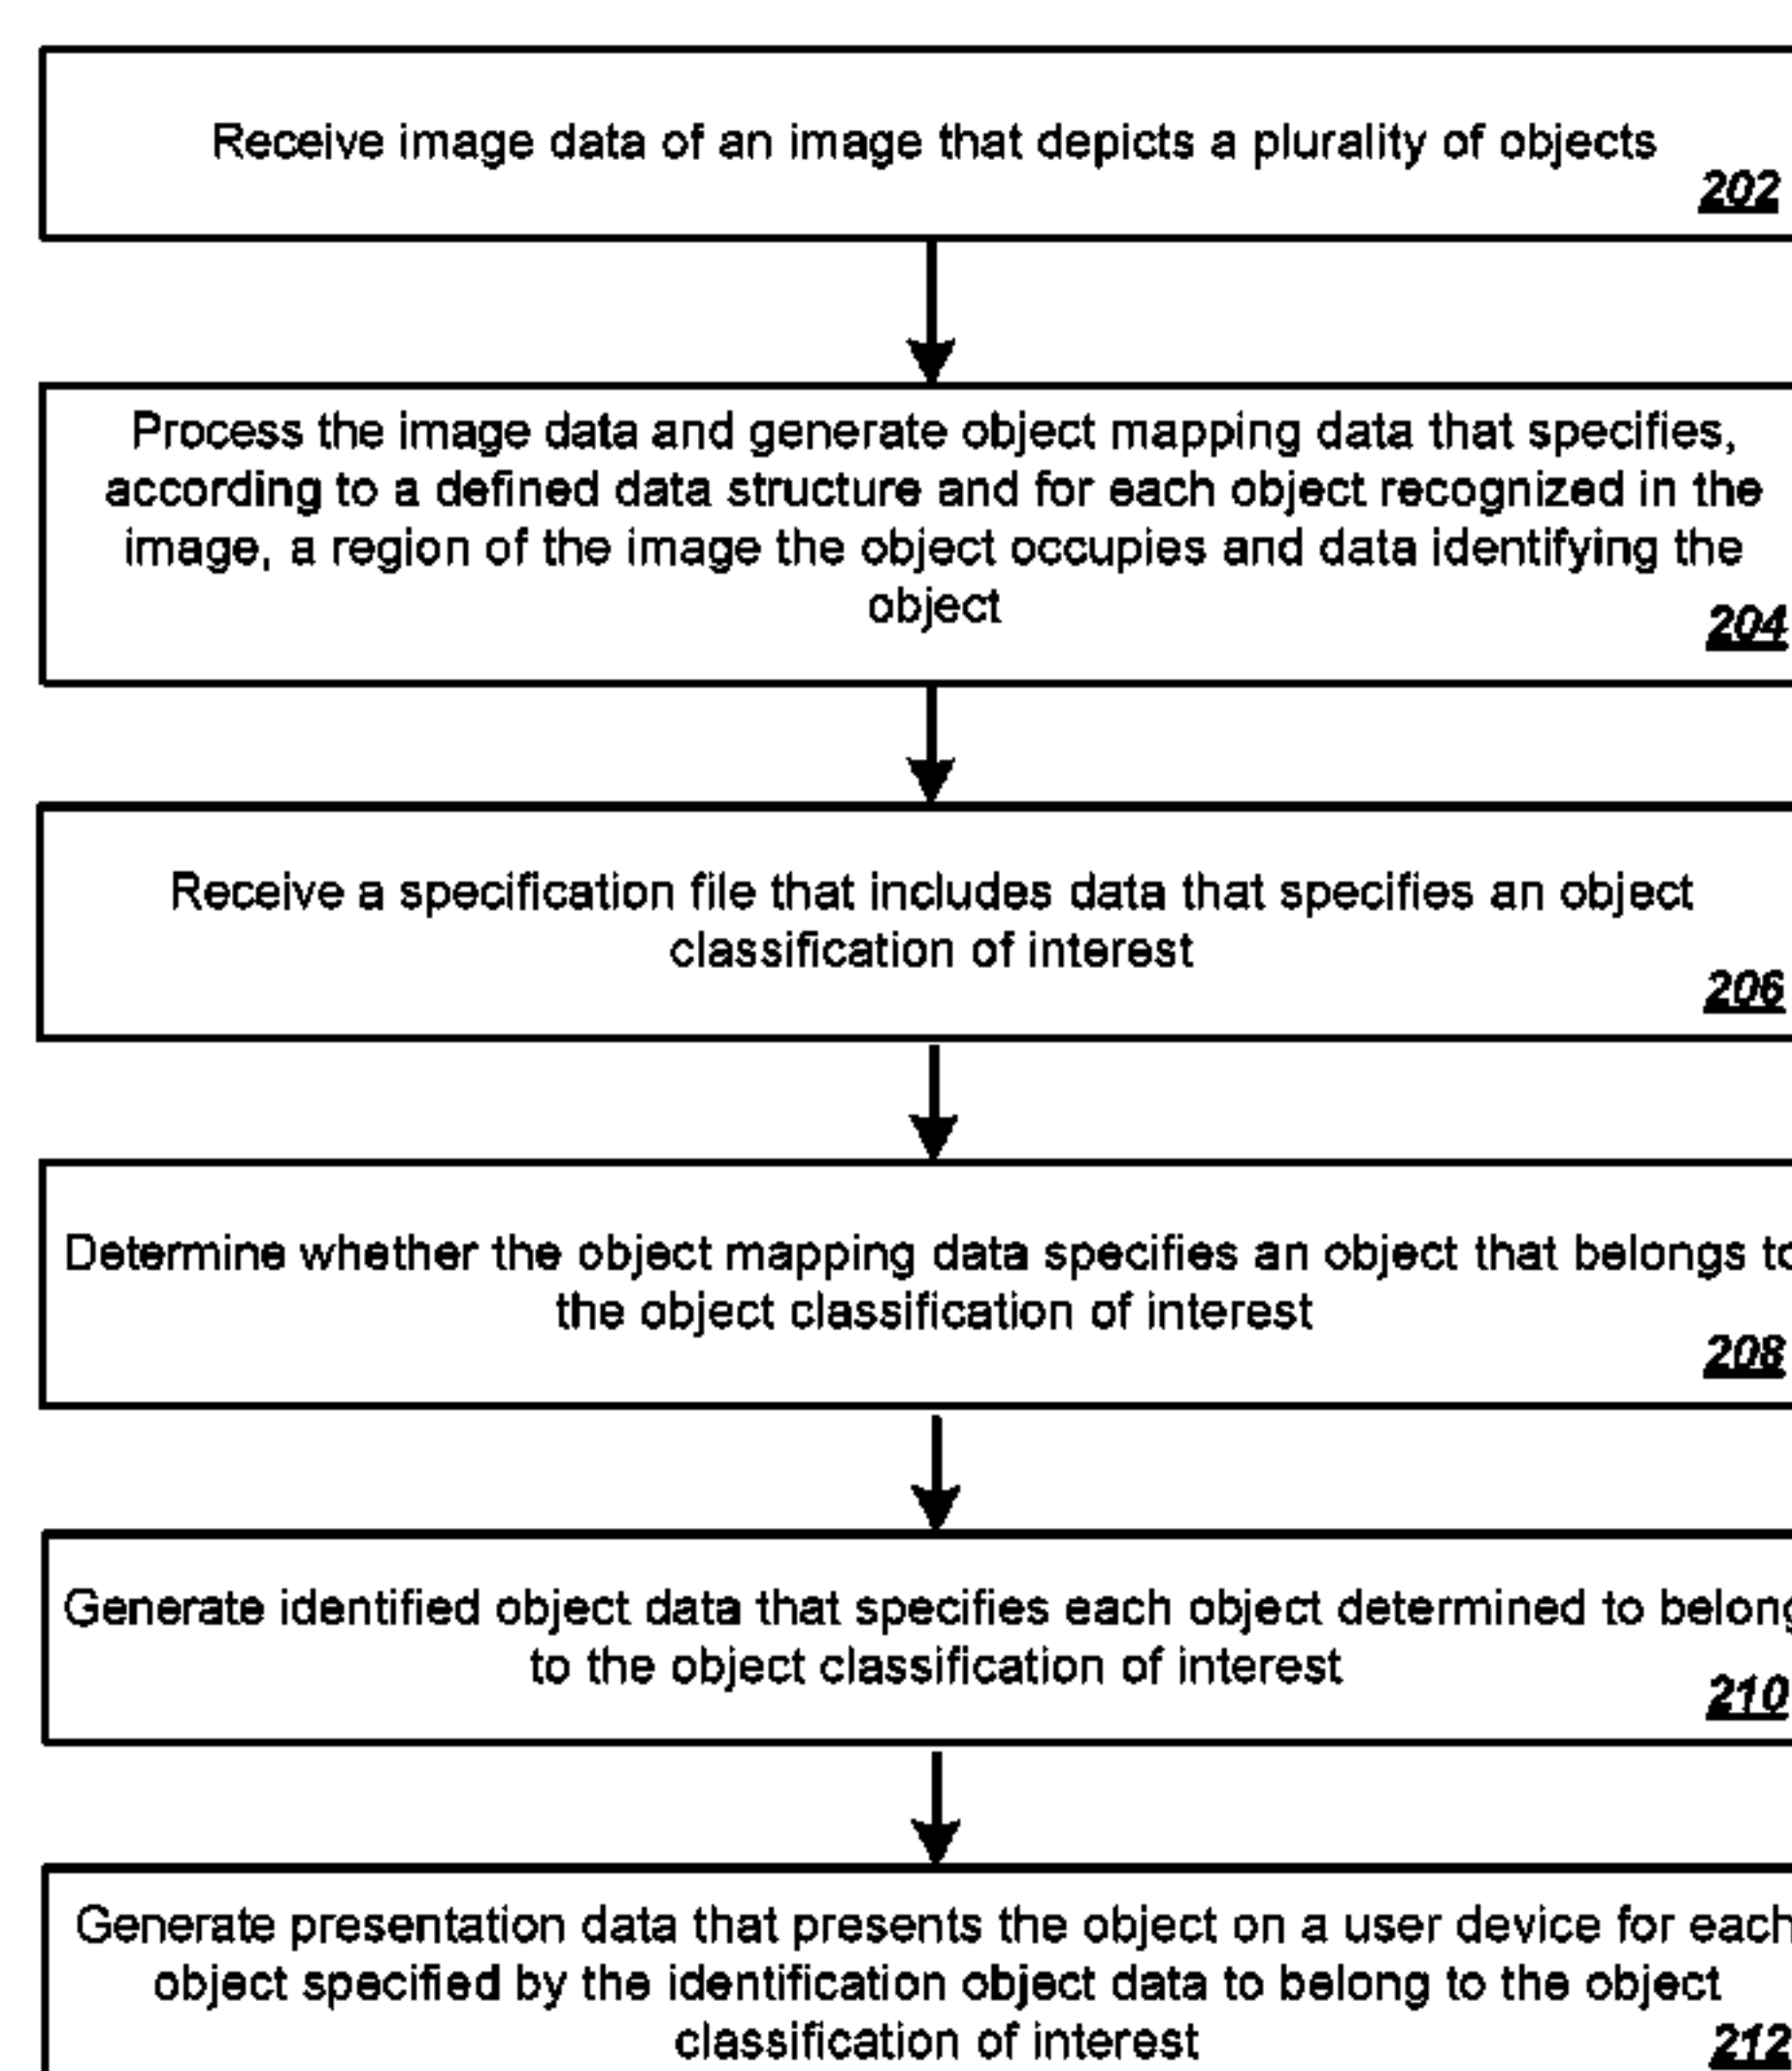 Receive image data of an image that depicts a plurality of objects
202
Process the image data and generate object mapping data that specifies,
according to a defined data structure and for each object recognized in the
image, a region of the image the object occupies and data identifying the
object
204
Receive a specification file that includes data that specifies an object
classification of interest
206
Determine whether the object mapping data specifies an object that belongs to
the object classification of interest
208
Generate identified object data that specifies each object determined to belong
to the object classification of interest
210
Generate presentation data that presents the object on a user device for each
object specified by the identification object data to belong to the object
classification of interest
212